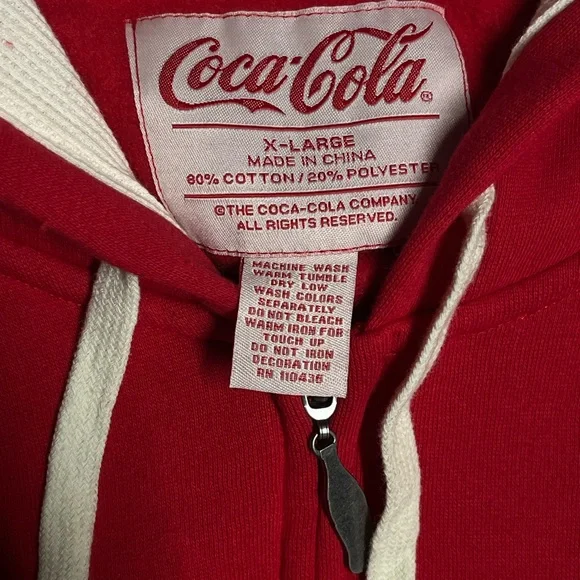 Coca-Cola
X-LARGE
MADE IN CHINA
80% COTTON / 20% POLYESTER
©THE COCA-COLA COMPANY
ALL RIGHTS RESERVED.
MACHINE WASH
WARM TUMBLE
DRY LOW
WASH COLORS
SEPARATELY
DO NOT BLEACH
WARM IRON FOR
TOUCH UP
DO NOT IRON
DECORATION
RN 110436